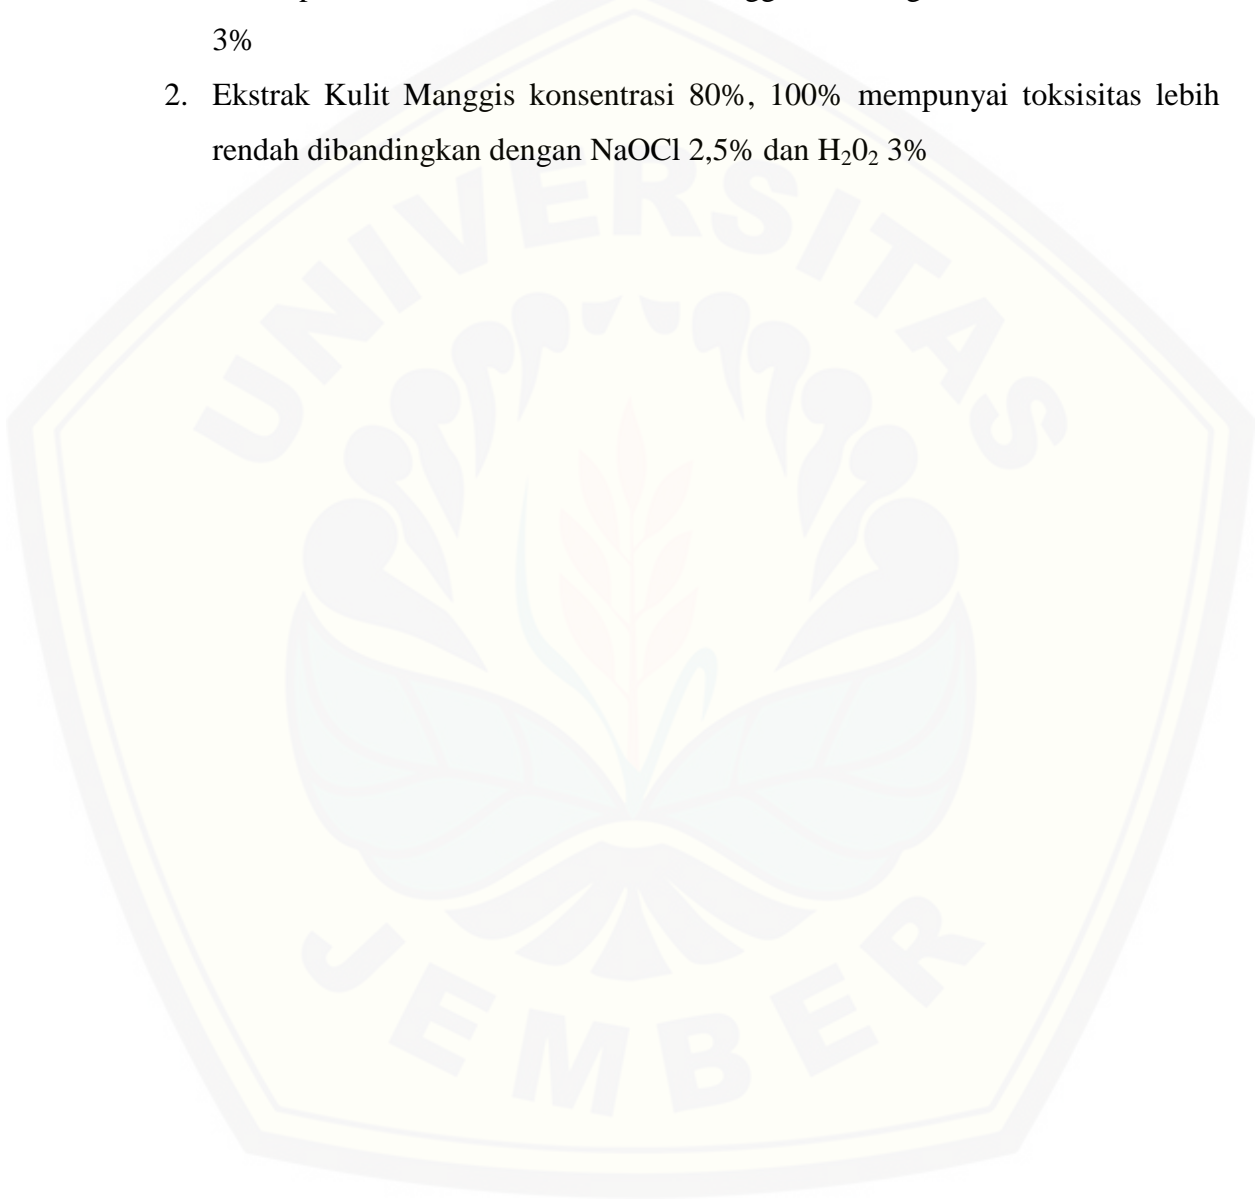 3%
2. Ekstrak Kulit Manggis konsentrasi 80%, 100% mempunyai toksisitas lebih
rendah dibandingkan dengan NaOCl 2,5% dan H₂0₂ 3%
UNIVERSITAS
JEMBER